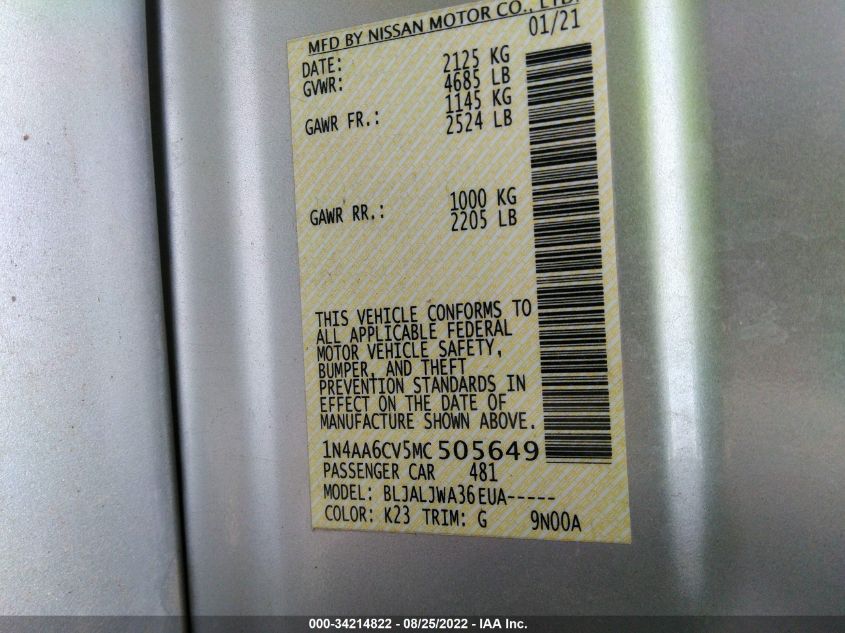 MFD BY NISSAN MOTOR CO., LTD.
DATE: 01/21
GVWR: 2125 KG
4685 LB
GAWR FR.: 1145 KG
2524 LB
GAWR RR.: 1000 KG
2205 LB
THIS VEHICLE CONFORMS TO
ALL APPLICABLE FEDERAL
MOTOR VEHICLE SAFETY,
BUMPER, AND THEFT
PREVENTION STANDARDS IN
EFFECT ON THE DATE OF
MANUFACTURE SHOWN ABOVE.
1N4AA6CV5MC505649
PASSENGER CAR 481
MODEL: BLJALJWA36EUA-----
COLOR: K23 TRIM: G 9N00A
000-34214822 - 08/25/2022 - IAA Inc.